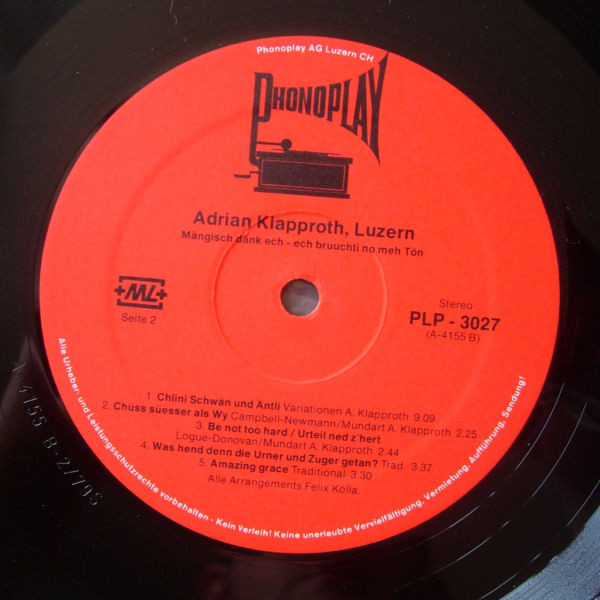 Phonoplay AG Luzern CH
PHONOPLAY
Adrian Klapproth, Luzern
Mängisch dänk ech - ech bruuchti no meh Tön
+ML+
Seite 2
Stereo
PLP - 3027
(A-4155 B)
1. Chlini Schwän und Äntli Variationen A. Klapproth 9.09
2. Chüss süesser als Wy Campbell-Newmann/Mundart A. Klapproth 2.25
3. Be not too hard / Urteil ned z'hert
Logue-Donovan/Mundart A. Klapproth 2.44
4. Was hend denn die Urner und Zuger getan? Trad. 3.37
5. Amazing grace Traditional 3.30
Alle Arrangements Felix Kölla.
Alle Urheber- und Leistungsschutzrechte vorbehalten - Kein Verleih! Keine unerlaubte Vervielfältigung, Vermietung, Aufführung, Sendung!
A 4155 B-2/79S